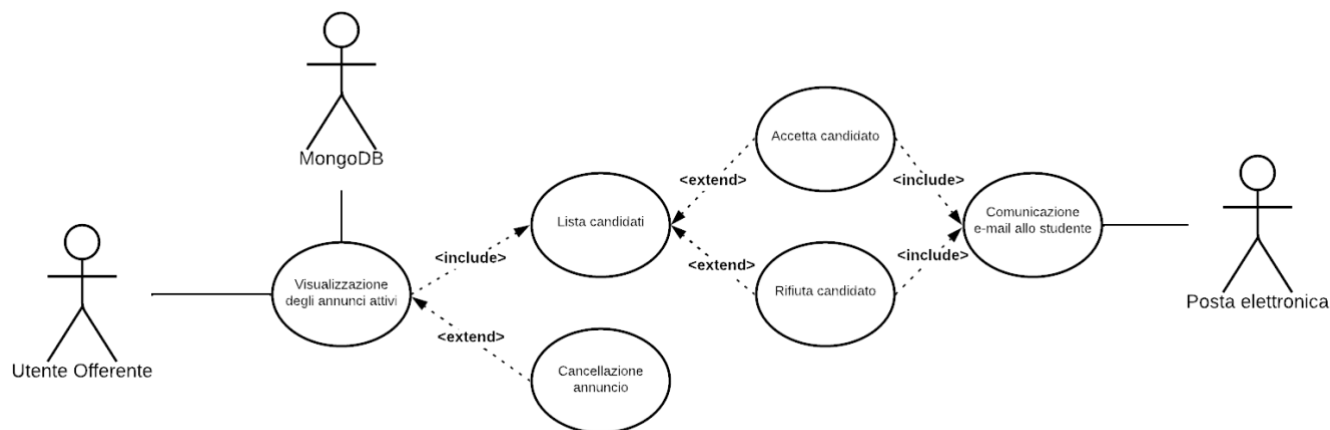 MongoDB
Utente Offerente
Visualizzazione
degli annunci attivi
<include>
<extend>
Lista candidati
Cancellazione
annuncio
<extend>
<extend>
Accetta candidato
Rifiuta candidato
<include>
<include>
Comunicazione
e-mail allo studente
Posta elettronica